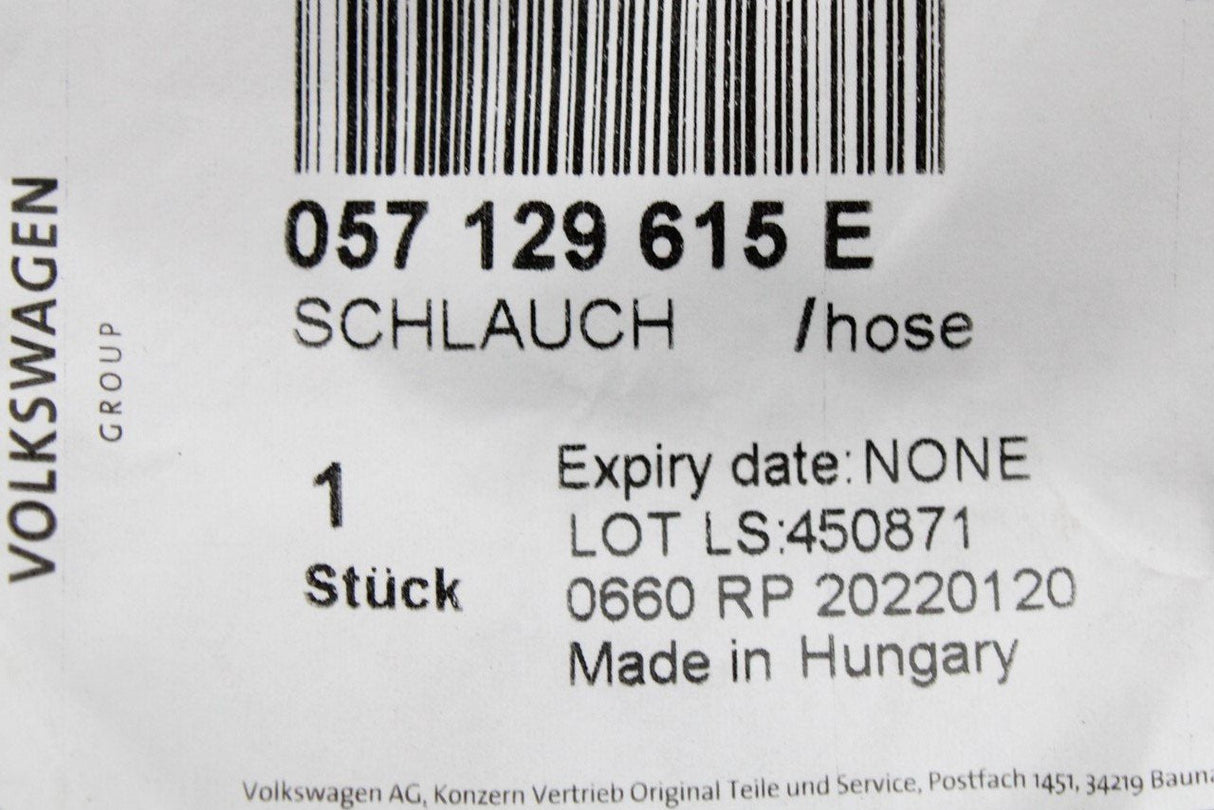 VOLKSWAGEN
GROUP
057 129 615 E
SCHLAUCH /hose
1
Stück
Expiry date: NONE
LOT LS:450871
0660 RP 20220120
Made in Hungary
Volkswagen AG, Konzern Vertrieb Original Teile und Service, Postfach 1451, 34219